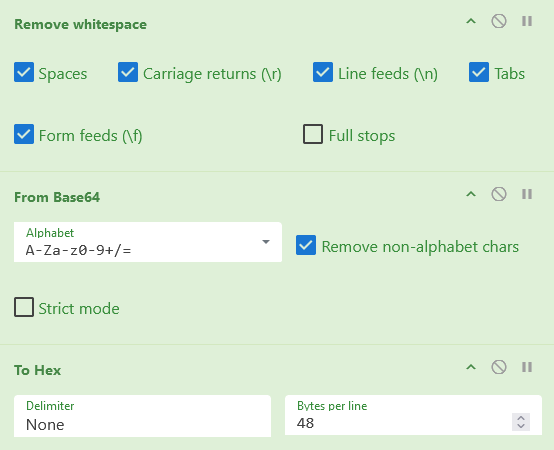 Remove whitespace
Spaces Carriage returns (\r) Line feeds (\n) Tabs
Form feeds (\f) Full stops
From Base64
Alphabet
A-Za-z0-9+/= Remove non-alphabet chars
Strict mode
To Hex
Delimiter Bytes per line
None 48